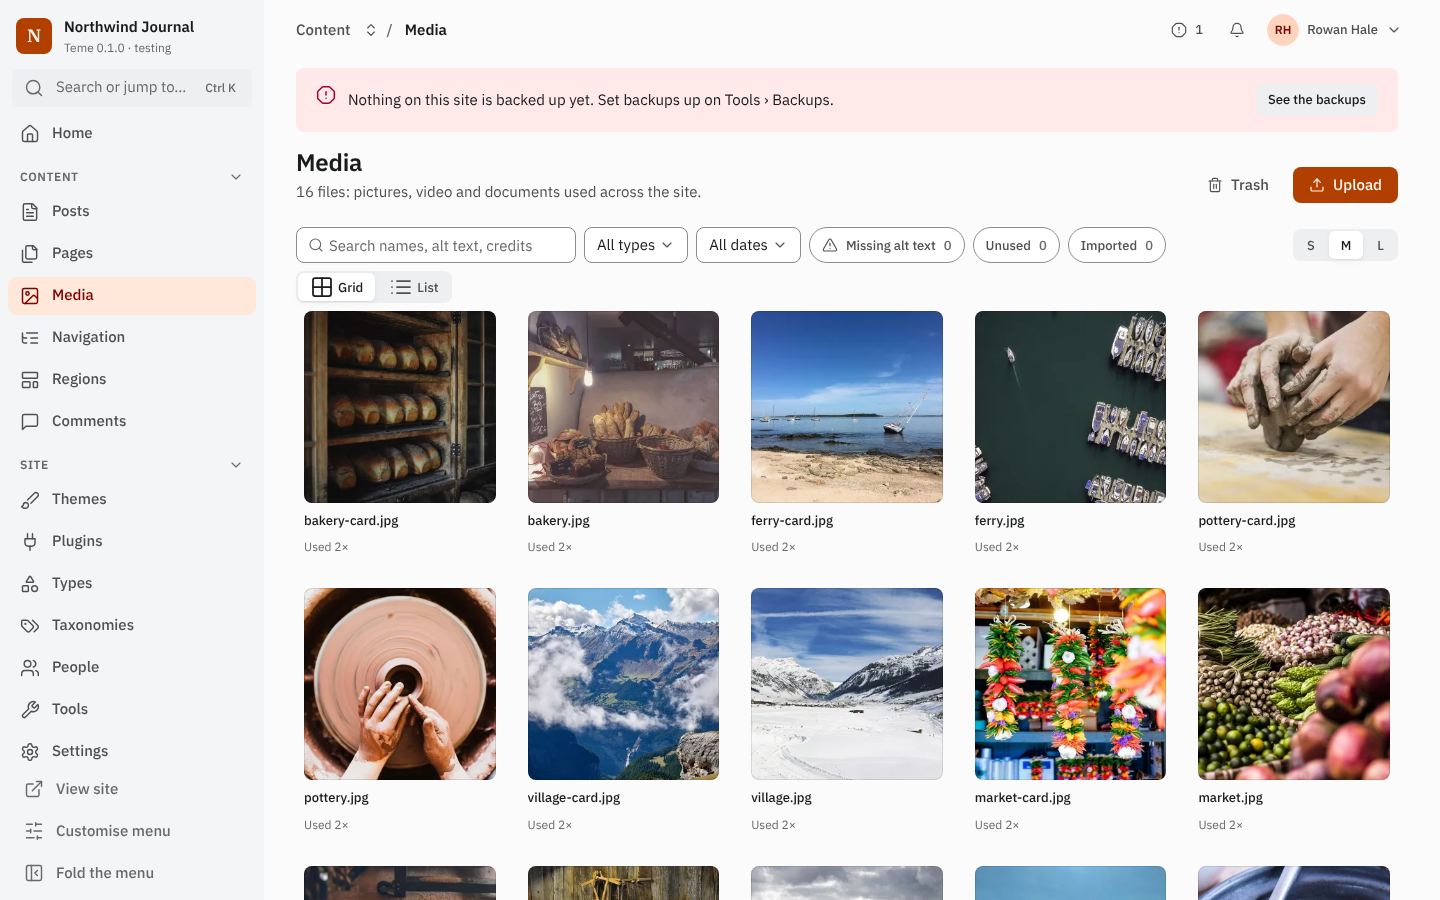 N
Northwind Journal
Teme 0.1.0 · testing
Search or jump to... Ctrl K
Home
CONTENT
Posts
Pages
Media
Navigation
Regions
Comments
SITE
Themes
Plugins
Types
Taxonomies
People
Tools
Settings
View site
Customise menu
Fold the menu
Content / Media
1
RH Rowan Hale
Nothing on this site is backed up yet. Set backups up on Tools › Backups.
See the backups
Media
16 files: pictures, video and documents used across the site.
Trash
Upload
Search names, alt text, credits
All types
All dates
Missing alt text 0
Unused 0
Imported 0
S M L
Grid List
bakery-card.jpg
Used 2×
bakery.jpg
Used 2×
ferry-card.jpg
Used 2×
ferry.jpg
Used 2×
pottery-card.jpg
Used 2×
pottery.jpg
Used 2×
village-card.jpg
Used 2×
village.jpg
Used 2×
market-card.jpg
Used 2×
market.jpg
Used 2×